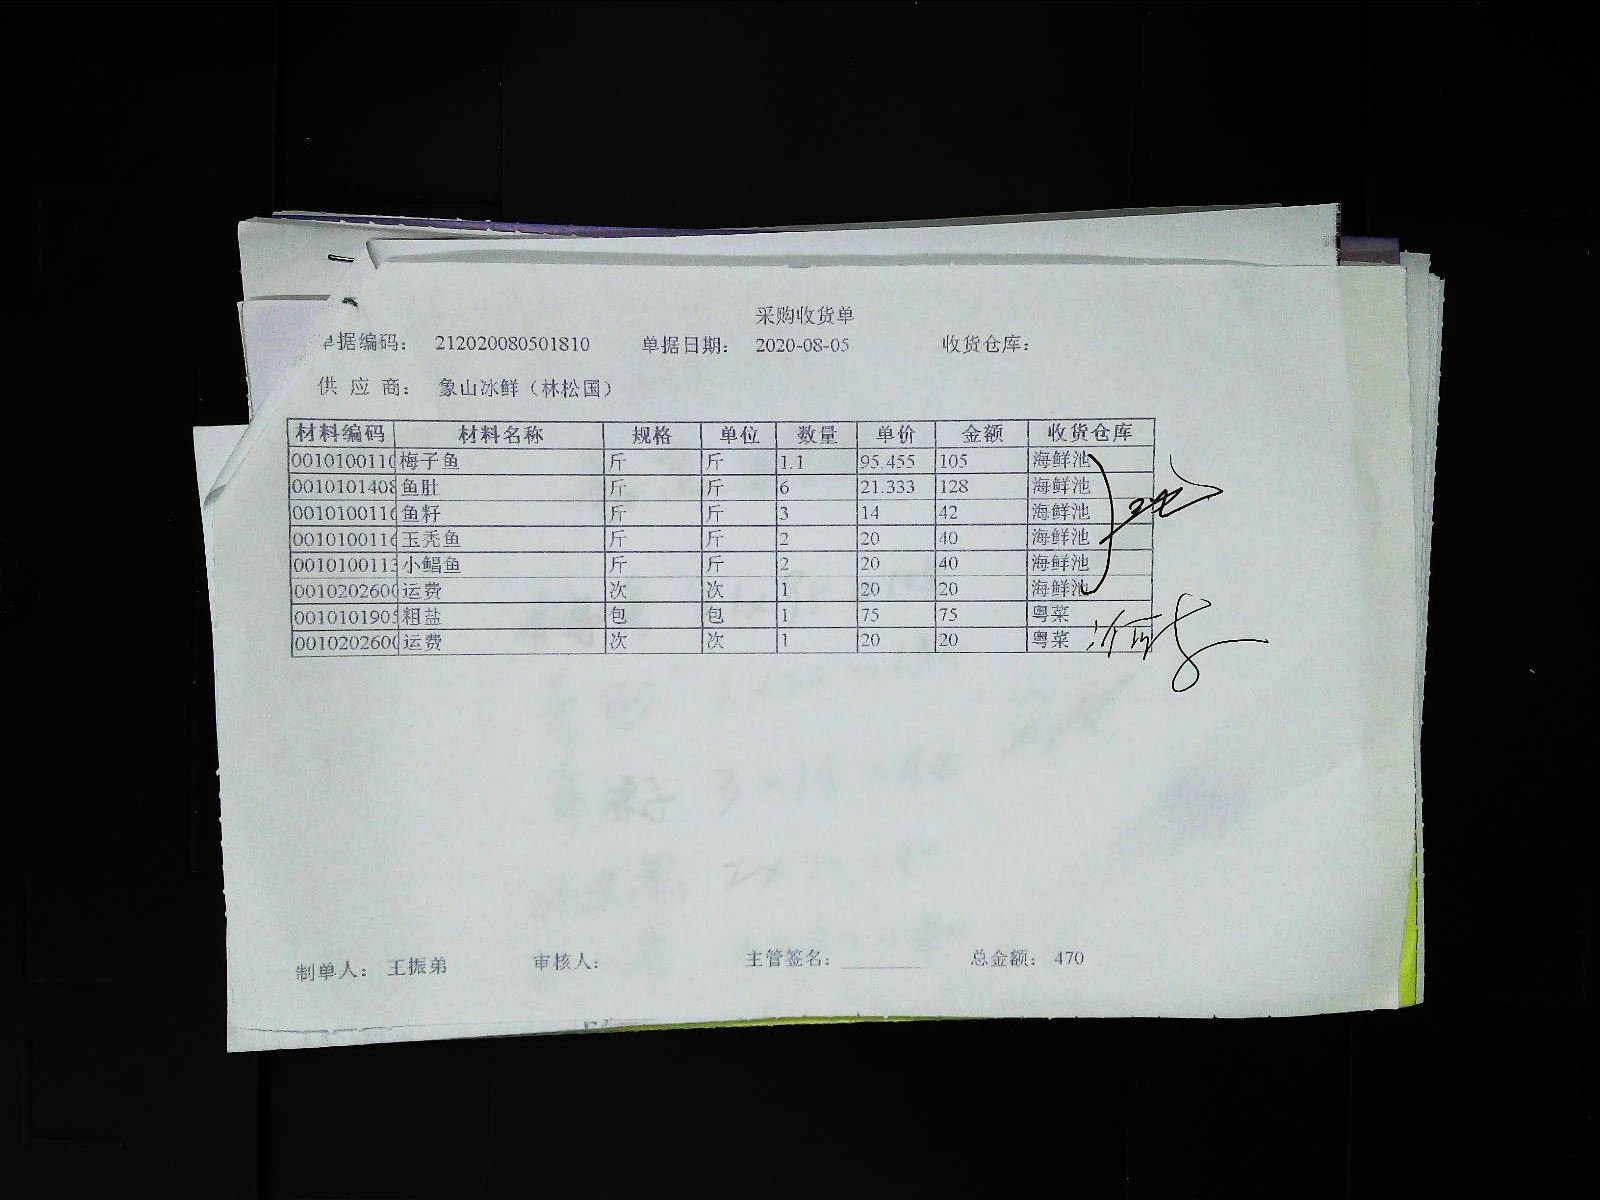 采购收货单
单据编码： 212020080501810 单据日期： 2020-08-05 收货仓库：
供 应 商： 象山冰鲜（林松国）
材料编码 材料名称 规格 单位 数量 单价 金额 收货仓库
0010100110 梅子鱼 斤 斤 1.1 95.455 105 海鲜池
0010101408 鱼肚 斤 斤 6 21.333 128 海鲜池
0010100116 鱼籽 斤 斤 3 14 42 海鲜池
0010100116 玉秃鱼 斤 斤 2 20 40 海鲜池
0010100113 小鲳鱼 斤 斤 2 20 40 海鲜池
0010202600 运费 次 次 1 20 20 海鲜池
0010101905 粗盐 包 包 1 75 75 粤菜
0010202600 运费 次 次 1 20 20 粤菜
制单人： 王振弟 审核人： 主管签名： 总金额： 470